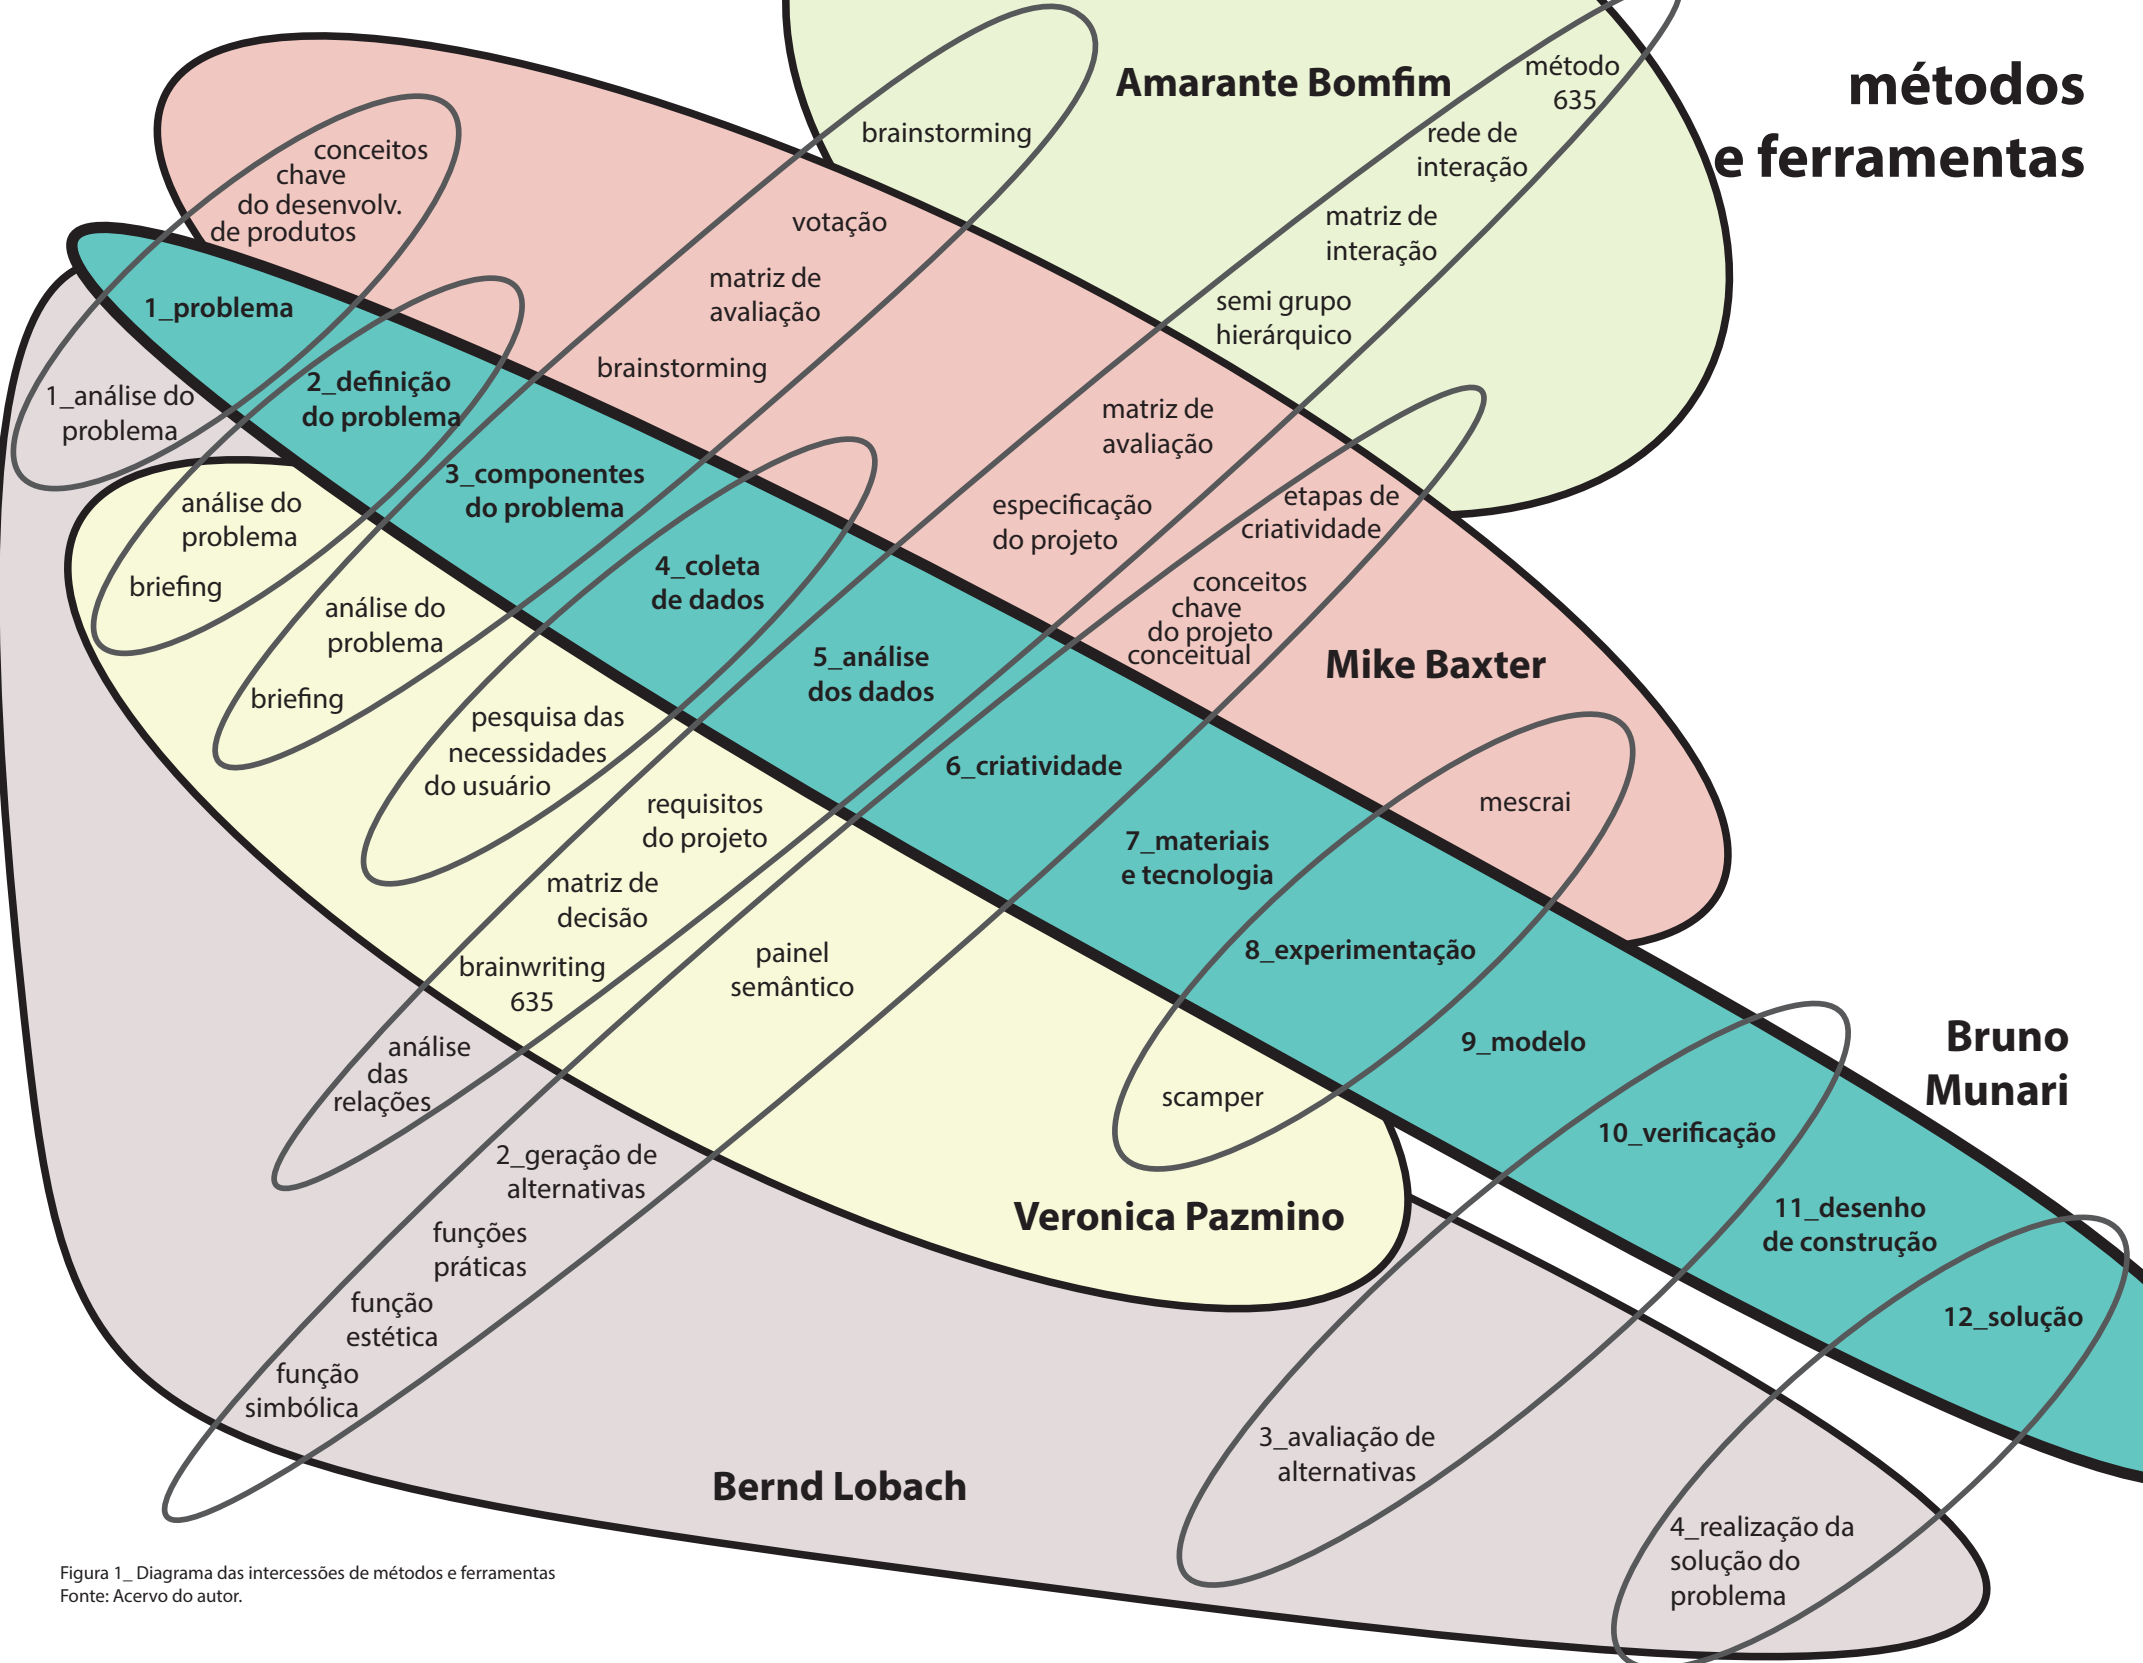 métodos
e ferramentas
Amarante Bomfim
método
635
rede de
interação
matriz de
interação
semi grupo
hierárquico
brainstorming
votação
matriz de
avaliação
brainstorming
conceitos
chave
do desenvolv.
de produtos
matriz de
avaliação
especificação
do projeto
etapas de
criatividade
conceitos
chave
do projeto
conceitual
Mike Baxter
mescrai
1_problema
2_definição
do problema
3_componentes
do problema
4_coleta
de dados
5_análise
dos dados
6_criatividade
7_materiais
e tecnologia
8_experimentação
9_modelo
10_verificação
11_desenho
de construção
12_solução
Bruno
Munari
1_análise do
problema
análise do
problema
briefing
análise do
problema
briefing
pesquisa das
necessidades
do usuário
requisitos
do projeto
matriz de
decisão
brainwriting
635
painel
semântico
scamper
Veronica Pazmino
análise
das
relações
2_geração de
alternativas
funções
práticas
função
estética
função
simbólica
3_avaliação de
alternativas
4_realização da
solução do
problema
Bernd Lobach
Figura 1_ Diagrama das intercessões de métodos e ferramentas
Fonte: Acervo do autor.